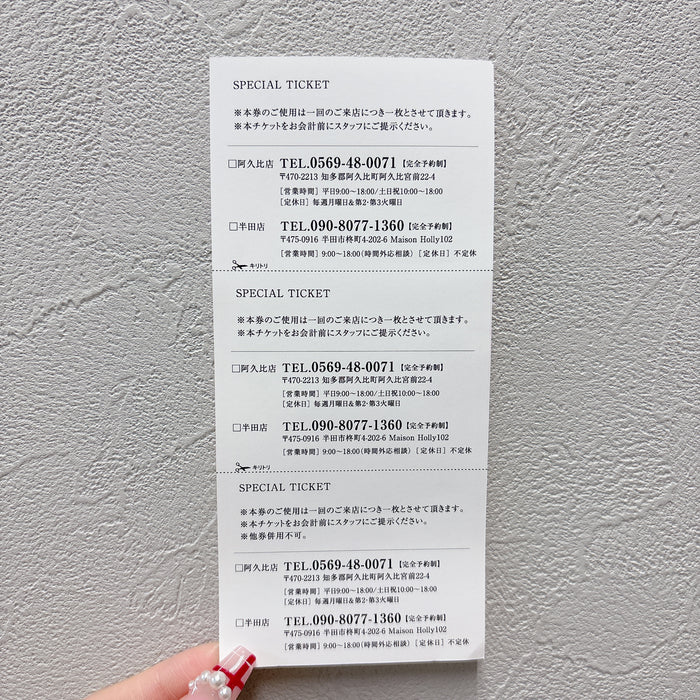 SPECIAL TICKET
※本券のご使用は一回のご来店につき一枚とさせて頂きます。
※本チケットをお会計前にスタッフにご提示ください。
□阿久比店 TEL.0569-48-0071【完全予約制】
〒470-2213 知多郡阿久比町阿久比宮前22-4
［営業時間］平日9:00〜18:00/土日祝10:00〜18:00
［定休日］毎週月曜日&第2・第3火曜日
□半田店 TEL.090-8077-1360【完全予約制】
〒475-0916 半田市柊町4-202-6 Maison Holly102
［営業時間］9:00〜18:00（時間外応相談）［定休日］不定休
キリトリ
SPECIAL TICKET
※本券のご使用は一回のご来店につき一枚とさせて頂きます。
※本チケットをお会計前にスタッフにご提示ください。
□阿久比店 TEL.0569-48-0071【完全予約制】
〒470-2213 知多郡阿久比町阿久比宮前22-4
［営業時間］平日9:00〜18:00/土日祝10:00〜18:00
［定休日］毎週月曜日&第2・第3火曜日
□半田店 TEL.090-8077-1360【完全予約制】
〒475-0916 半田市柊町4-202-6 Maison Holly102
［営業時間］9:00〜18:00（時間外応相談）［定休日］不定休
キリトリ
SPECIAL TICKET
※本券のご使用は一回のご来店につき一枚とさせて頂きます。
※本チケットをお会計前にスタッフにご提示ください。
※他券併用不可。
□阿久比店 TEL.0569-48-0071【完全予約制】
〒470-2213 知多郡阿久比町阿久比宮前22-4
［営業時間］平日9:00〜18:00/土日祝10:00〜18:00
［定休日］毎週月曜日&第2・第3火曜日
□半田店 TEL.090-8077-1360【完全予約制】
〒475-0916 半田市柊町4-202-6 Maison Holly102
［営業時間］9:00〜18:00（時間外応相談）［定休日］不定休